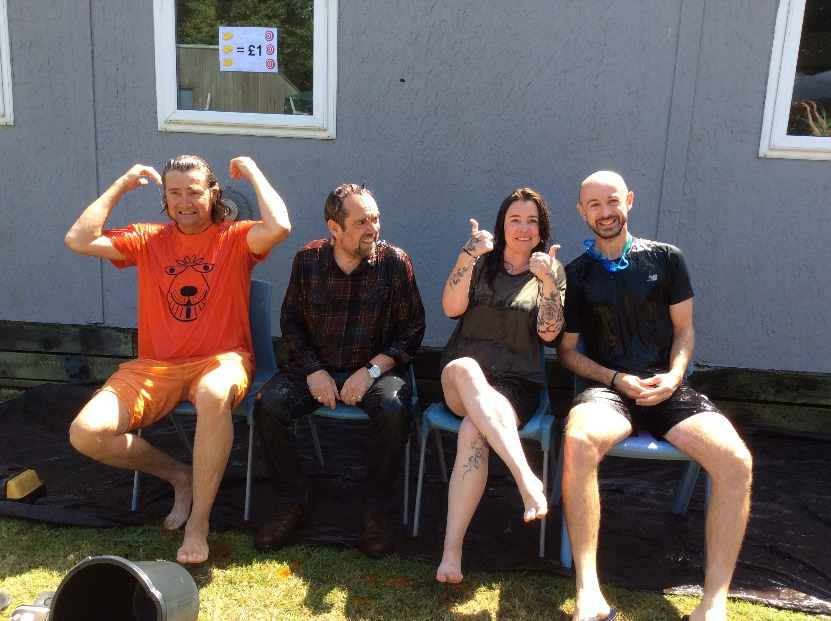 = £1